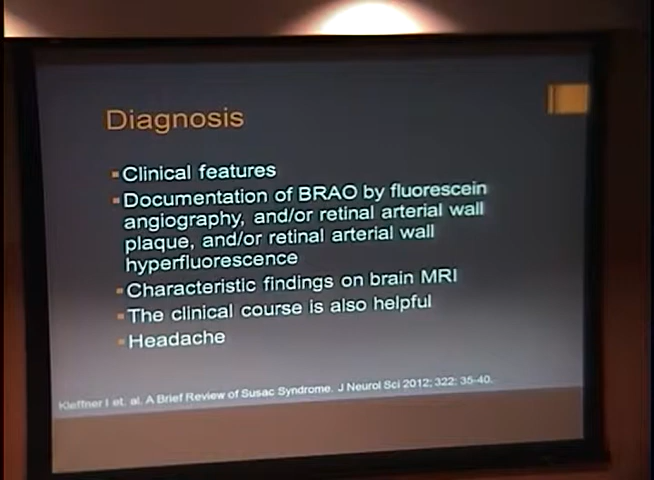 Diagnosis
Clinical features
Documentation of BRAO by fluorescein
angiography, and/or retinal arterial wall
plaque, and/or retinal arterial wall
hyperfluorescence
Characteristic findings on brain MRI
The clinical course is also helpful
Headache
Kleffner I et. al. A Brief Review of Susac Syndrome. J Neurol Sci 2012; 322: 35-40.